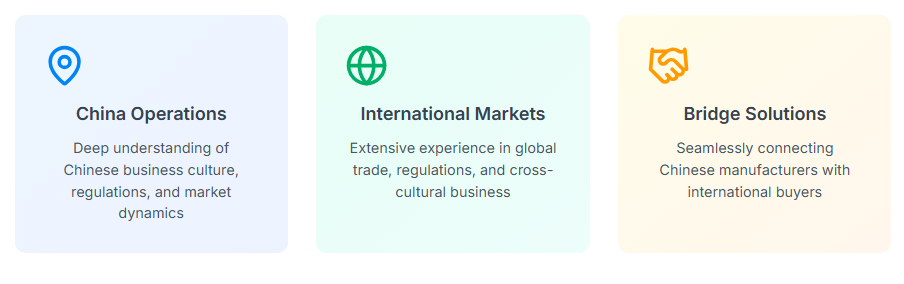 China Operations
Deep understanding of
Chinese business culture,
regulations, and market
dynamics
International Markets
Extensive experience in global
trade, regulations, and cross-
cultural business
Bridge Solutions
Seamlessly connecting
Chinese manufacturers with
international buyers